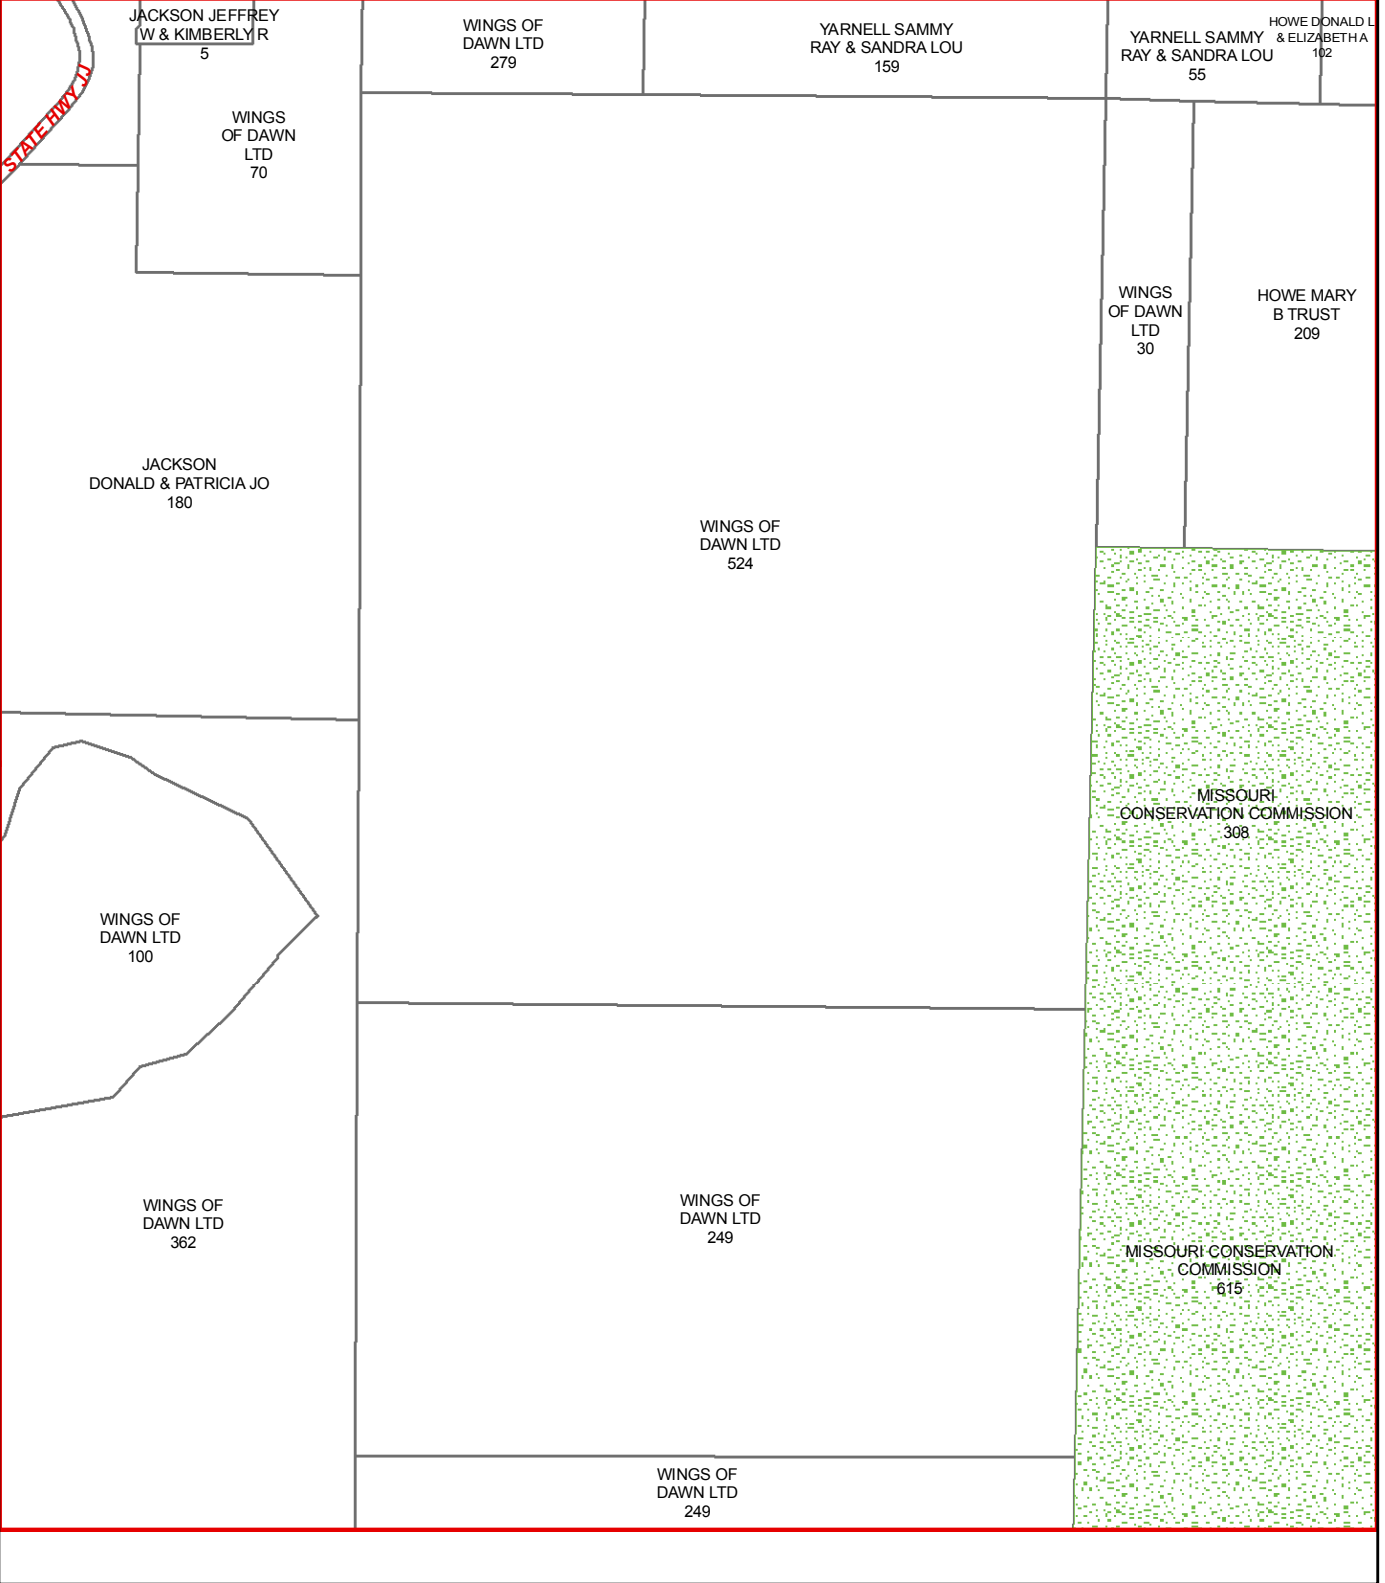 JACKSON JEFFREY
W & KIMBERLY R
5
WINGS OF
DAWN LTD
279
YARNELL SAMMY
RAY & SANDRA LOU
159
YARNELL SAMMY
RAY & SANDRA LOU
55
HOWE DONALD L
& ELIZABETH A
102
STATE HWY JJ
WINGS
OF DAWN
LTD
70
WINGS
OF DAWN
LTD
30
HOWE MARY
B TRUST
209
JACKSON
DONALD & PATRICIA JO
180
WINGS OF
DAWN LTD
524
MISSOURI
CONSERVATION COMMISSION
308
WINGS OF
DAWN LTD
100
WINGS OF
DAWN LTD
362
WINGS OF
DAWN LTD
249
MISSOURI CONSERVATION
COMMISSION
615
WINGS OF
DAWN LTD
249